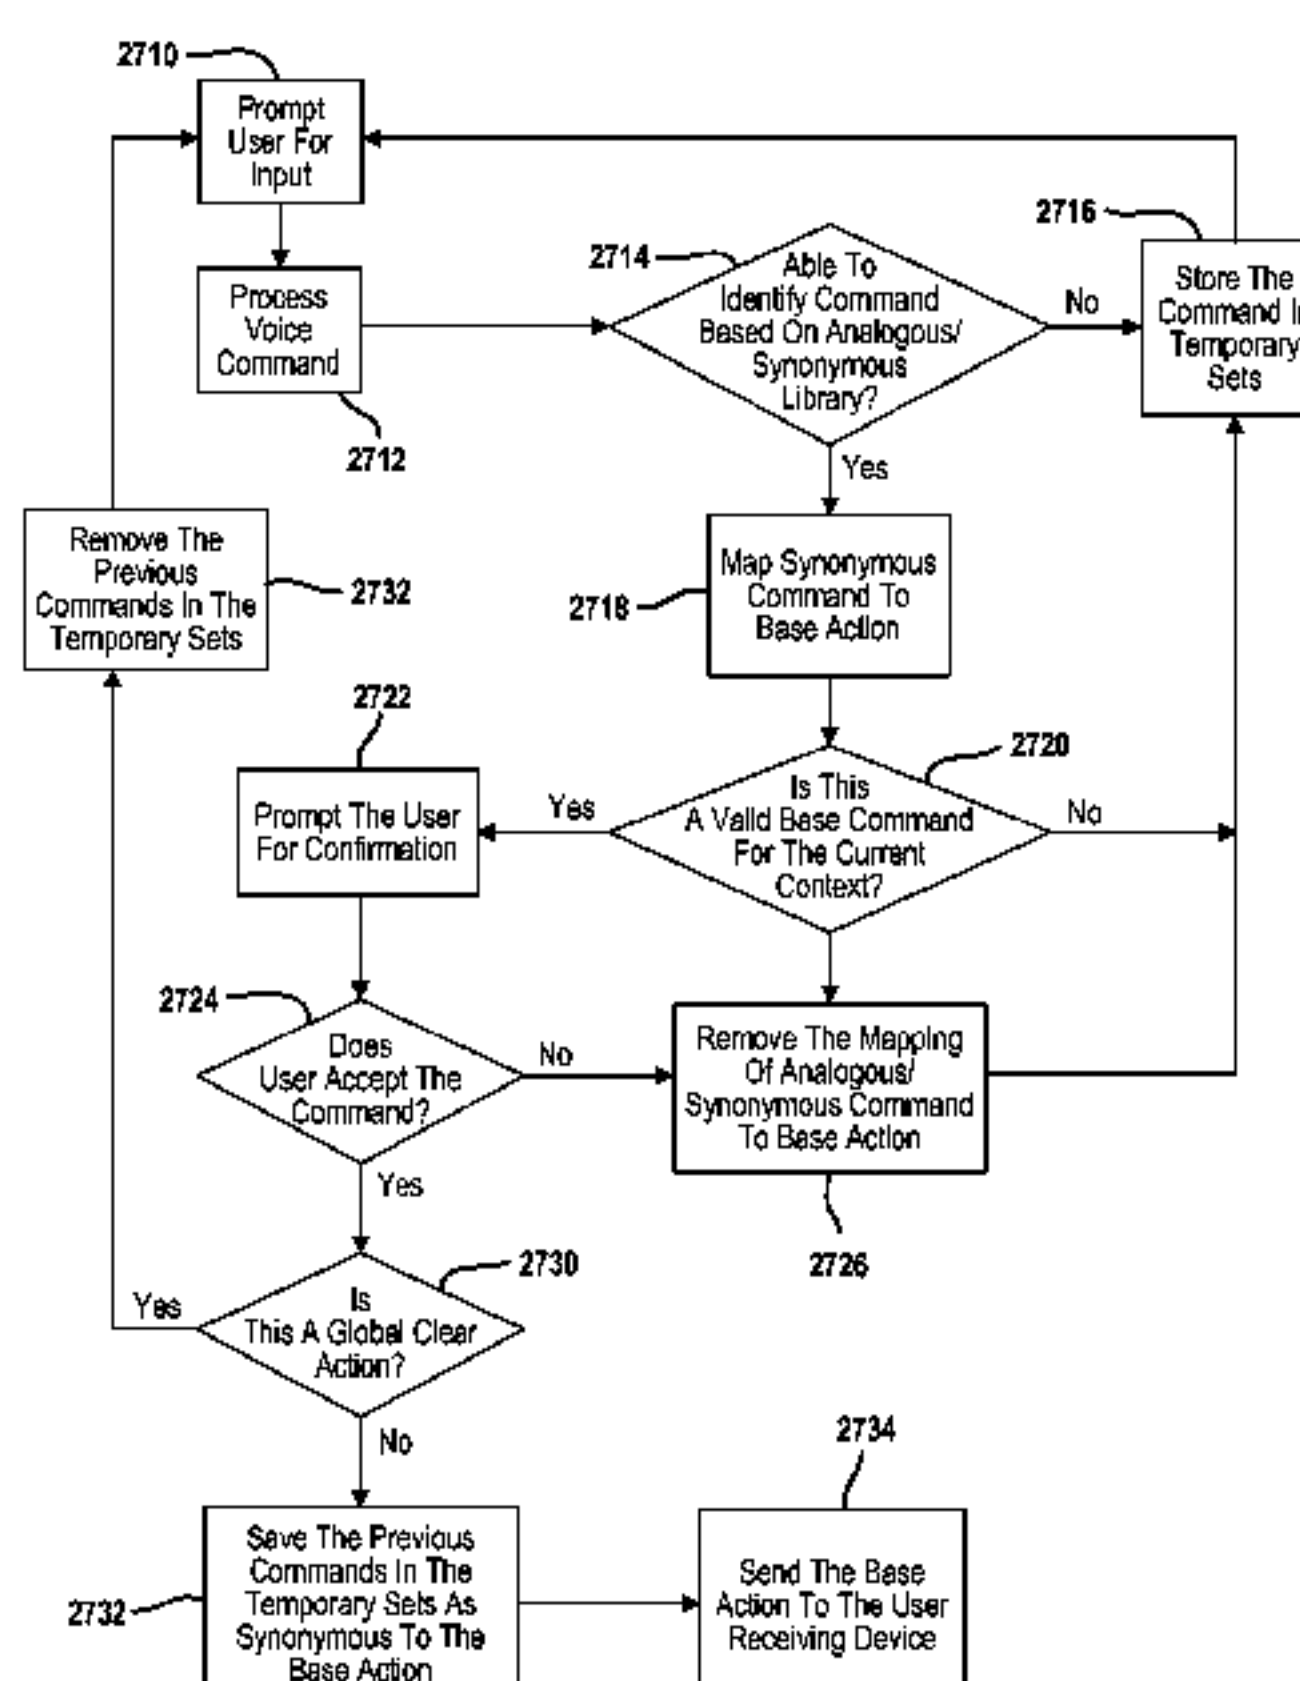 2710
Prompt
User For
Input
2716
2714
Able To
Identify Command
Based On Analogous/
Synonymous
Library?
No
Store The
Command
Temporary
Sets
Process
Voice
Command
2712
Yes
Remove The
Previous
Commands In The
Temporary Sets
2732
Map Synonymous
Command To
Base Action
2718
2722
2720
Prompt The User
For Confirmation
Yes
Is This
A Valid Base Command
For The Current
Context?
No
2724
Does
User Accept The
Command?
No
Remove The Mapping
Of Analogous/
Synonymous Command
To Base Action
Yes
2726
2730
Yes
Is
This A Global Clear
Action?
No
2734
Save The Previous
Commands In The
Temporary Sets As
Synonymous To The
Base Action
2732
Send The Base
Action To The User
Receiving Device